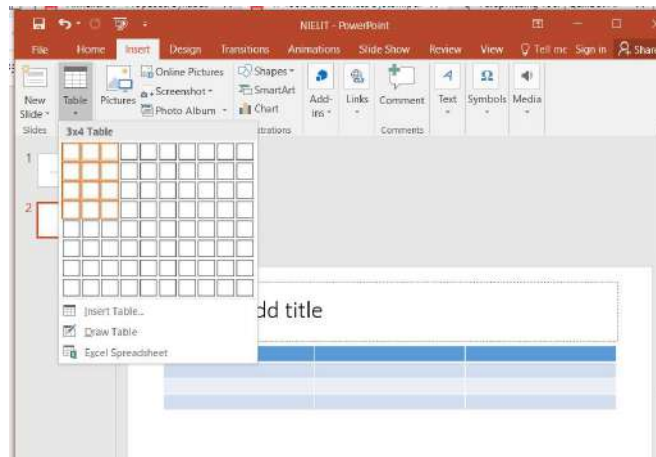 NIELIT - PowerPoint
File Home Insert Design Transitions Animations Slide Show Review View Tell me Sign in Share
New Slide
Table
Pictures
Online Pictures
Screenshot
Photo Album
Shapes
SmartArt
Chart
Add-ins
Links
Comment
Text
Symbols
Media
Slides
trations
Comments
3x4 Table
1
2
Insert Table...
Draw Table
Excel Spreadsheet
dd title